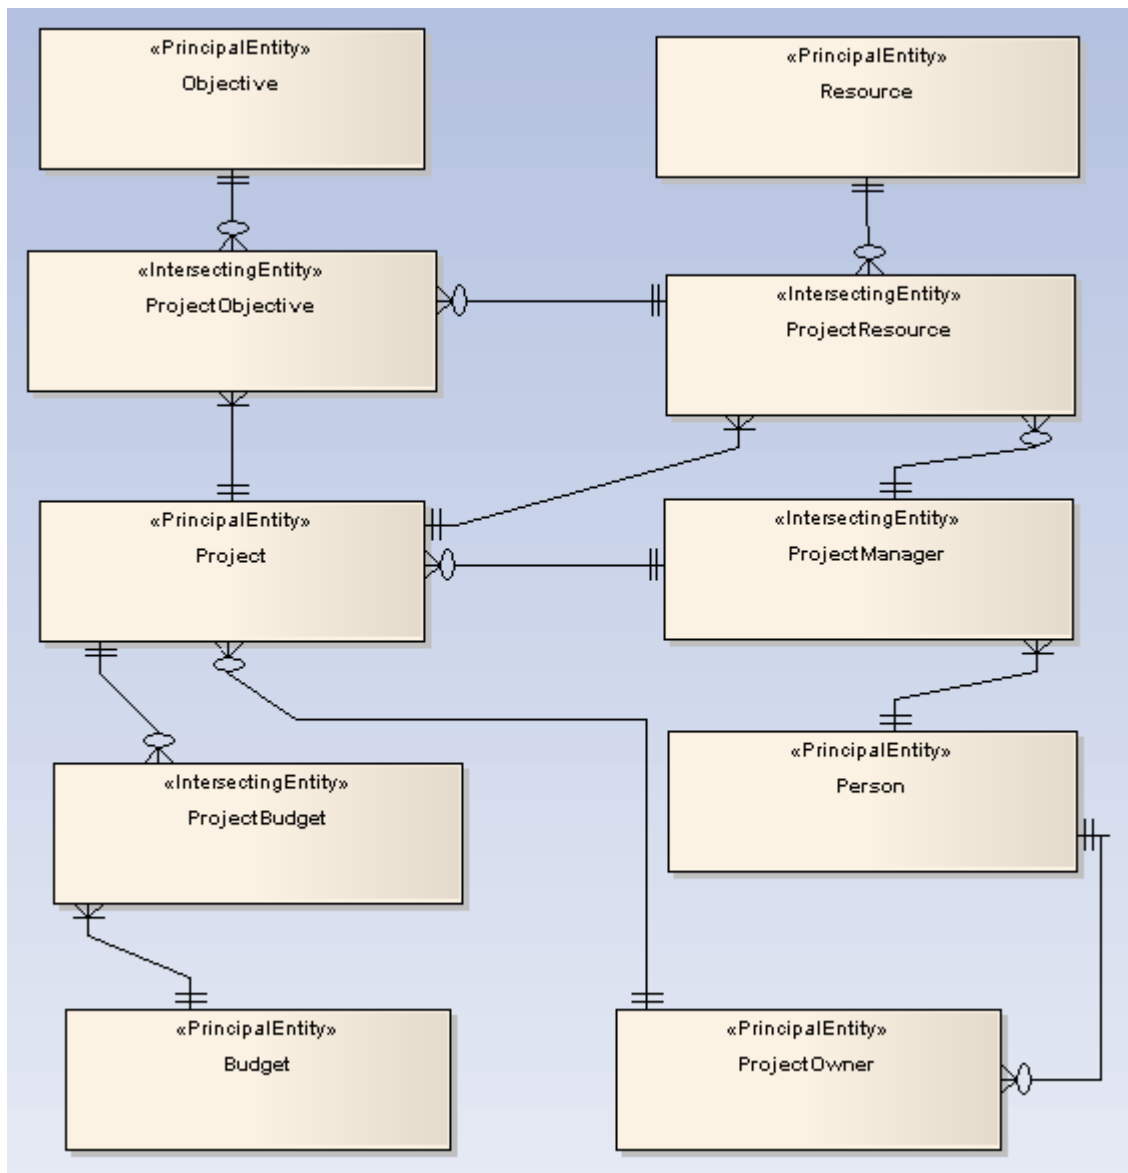 «PrincipalEntity»
Objective
«PrincipalEntity»
Resource
«IntersectingEntity»
ProjectObjective
«IntersectingEntity»
ProjectResource
«PrincipalEntity»
Project
«IntersectingEntity»
ProjectManager
«PrincipalEntity»
Person
«IntersectingEntity»
ProjectBudget
«PrincipalEntity»
Budget
«PrincipalEntity»
ProjectOwner